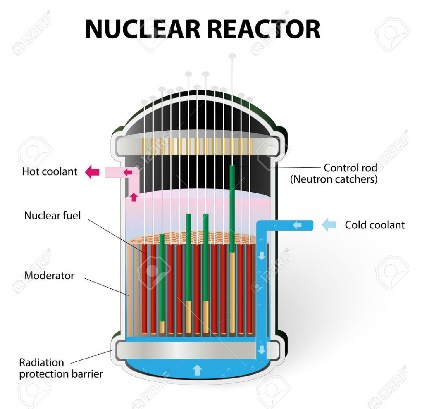 NUCLEAR REACTOR
Hot coolant
Control rod
(Neutron catchers)
Nuclear fuel
Cold coolant
Moderator
Radiation
protection barrier